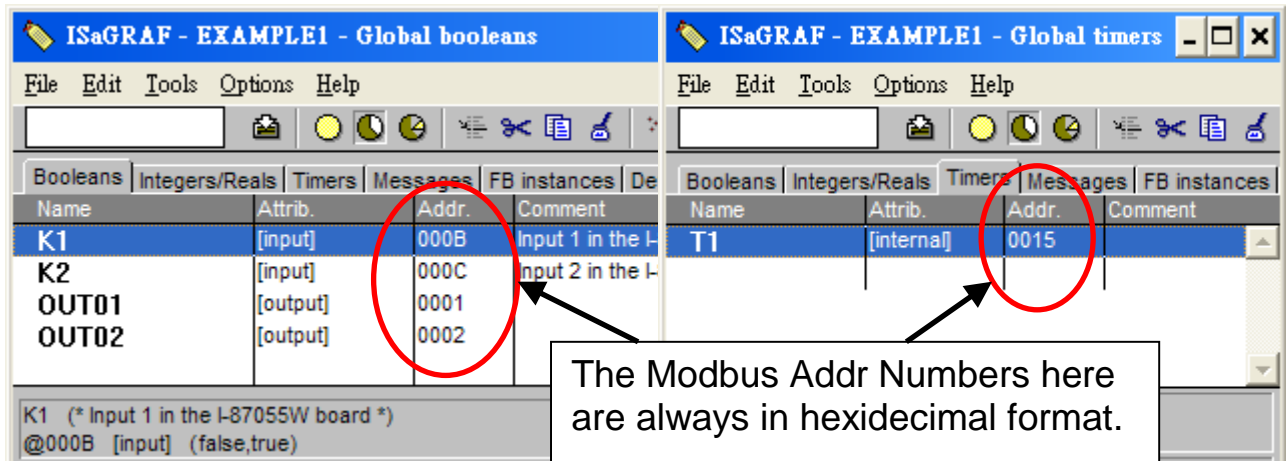 ISaGRAF - EXAMPLE1 - Global booleans
File Edit Tools Options Help
Booleans Integers/Reals Timers Messages FB instances De
Name Attrib. Addr. Comment
K1 [input] 000B Input 1 in the I-
K2 [input] 000C Input 2 in the I-
OUT01 [output] 0001
OUT02 [output] 0002
K1 (* Input 1 in the I-87055W board *)
@000B [input] (false,true)
ISaGRAF - EXAMPLE1 - Global timers
File Edit Tools Options Help
Booleans Integers/Reals Timers Messages FB instances
Name Attrib. Addr. Comment
T1 [internal] 0015
The Modbus Addr Numbers here
are always in hexidecimal format.